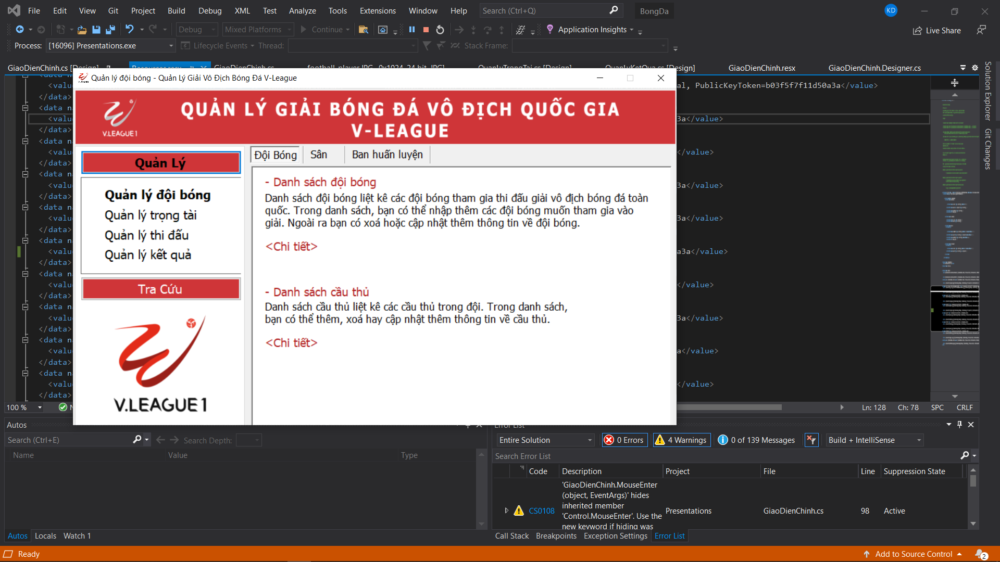 File Edit View Git Project Build Debug XML Test Analyze Tools Extensions Window Help Search (Ctrl+Q) BongDa KD
Debug Mixed Platforms Continue Application Insights Live Share
Process: [16096] Presentations.exe Lifecycle Events Thread: Stack Frame:
GiaoDienChinh.cs [Design] Resources.resx GiaoDienChinh.cs football-player.JPG QuanLyTrongTai.cs [Design] QuanLyKetQua.cs [Design] GiaoDienChinh.resx GiaoDienChinh.Designer.cs
Quản lý đội bóng - Quản Lý Giải Vô Địch Bóng Đá V-League
QUẢN LÝ GIẢI BÓNG ĐÁ VÔ ĐỊCH QUỐC GIA
V-LEAGUE
V.LEAGUE1
Quản Lý
Quản lý đội bóng
Quản lý trọng tài
Quản lý thi đấu
Quản lý kết quả
Tra Cứu
V.LEAGUE1
Đội Bóng Sân Ban huấn luyện
- Danh sách đội bóng
Danh sách đội bóng liệt kê các đội bóng tham gia thi đấu giải vô địch bóng đá toàn
quốc. Trong danh sách, bạn có thể nhập thêm các đội bóng muốn tham gia vào
giải. Ngoài ra bạn có xoá hoặc cập nhật thêm thông tin về đội bóng.
<Chi tiết>
- Danh sách cầu thủ
Danh sách cầu thủ liệt kê các cầu thủ trong đội. Trong danh sách,
bạn có thể thêm, xoá hay cập nhật thêm thông tin về cầu thủ.
<Chi tiết>
<valu al, PublicKeyToken=b03f5f7f11d50a3a</value>
</data>
<data n
<valu 3a</value>
</data>
<data n
<valu </value>
</data>
<data n
<valu 3a</value>
</data>
<data n
<valu 3a</value>
</data>
<data n
<valu a3a</value>
</data>
<data n
<valu </value>
</data>
<data n
<valu 3a</value>
</data>
<data n
<valu a</value>
</data>
<data n
<valu </value>
</data>
Solution Explorer
Git Changes
100 % Ln: 128 Ch: 78 SPC CRLF
Autos
Search (Ctrl+E) Search Depth:
Name Value Type
Autos Locals Watch 1
Error List
Entire Solution 0 Errors 4 Warnings 0 of 139 Messages Build + IntelliSense
Search Error List
Code Description Project File Line Suppression State
'GiaoDienChinh.MouseEnter
(object, EventArgs)' hides
inherited member
CS0108 'Control.MouseEnter'. Use the Presentations GiaoDienChinh.cs 98 Active
new keyword if hiding was
Call Stack Breakpoints Exception Settings Error List
Ready Add to Source Control 2